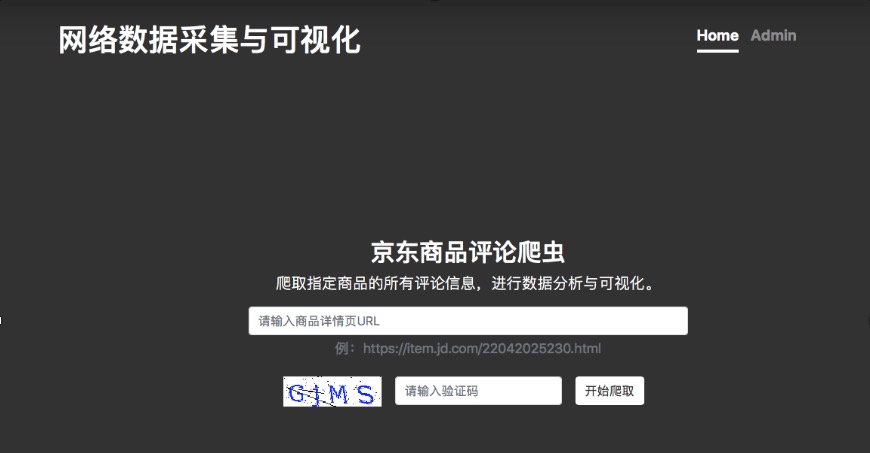 网络数据采集与可视化
Home Admin
京东商品评论爬虫
爬取指定商品的所有评论信息，进行数据分析与可视化。
请输入商品详情页URL
例：https://item.jd.com/22042025230.html
GjMS 请输入验证码 开始爬取